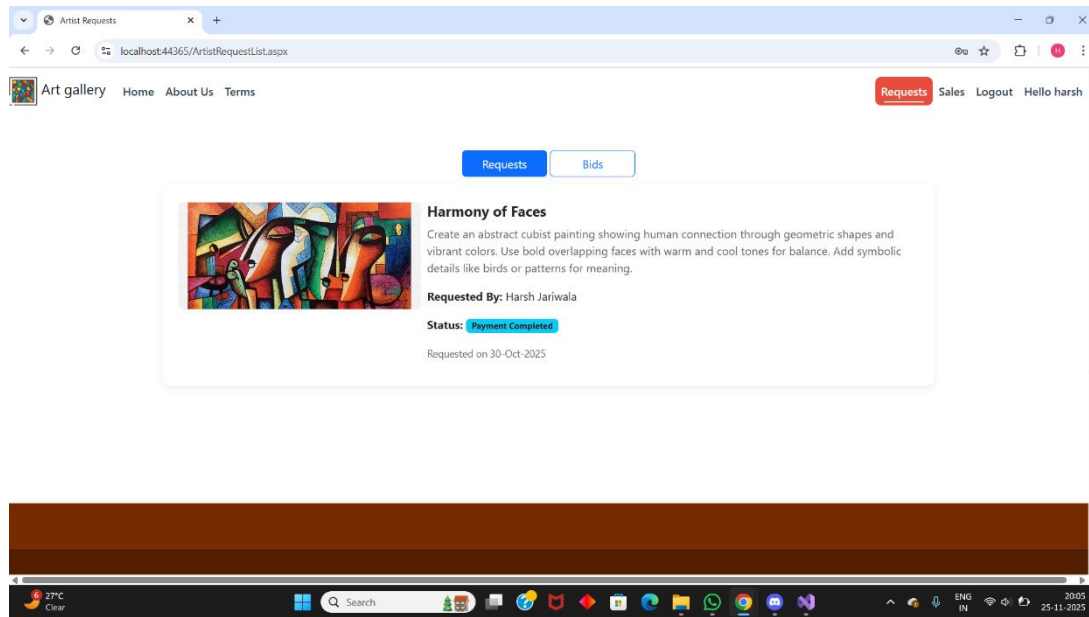 Artist Requests
localhost:44365/ArtistRequestList.aspx
H
Art gallery Home About Us Terms Requests Sales Logout Hello harsh
Requests Bids
Harmony of Faces
Create an abstract cubist painting showing human connection through geometric shapes and
vibrant colors. Use bold overlapping faces with warm and cool tones for balance. Add symbolic
details like birds or patterns for meaning.
Requested By: Harsh Jariwala
Status: Payment Completed
Requested on 30-Oct-2025
6 27°C
Clear
Search
ENG
IN
20:05
25-11-2025